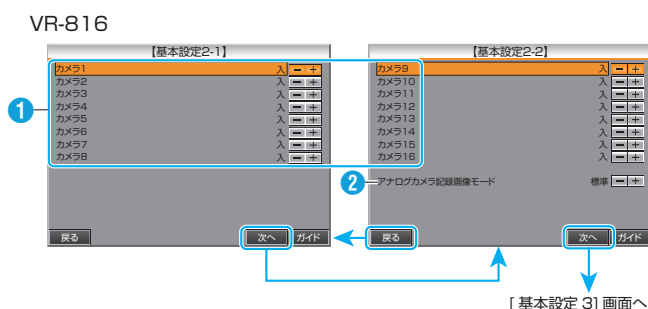 VR-816
【基本設定2-1】
カメラ1 入 － ＋
カメラ2 入 － ＋
カメラ3 入 － ＋
カメラ4 入 － ＋
カメラ5 入 － ＋
カメラ6 入 － ＋
カメラ7 入 － ＋
カメラ8 入 － ＋
戻る 次へ ガイド
【基本設定2-2】
カメラ9 入 － ＋
カメラ10 入 － ＋
カメラ11 入 － ＋
カメラ12 入 － ＋
カメラ13 入 － ＋
カメラ14 入 － ＋
カメラ15 入 － ＋
カメラ16 入 － ＋
アナログカメラ記録画像モード 標準 － ＋
戻る 次へ ガイド
1
2
[ 基本設定 3] 画面へ